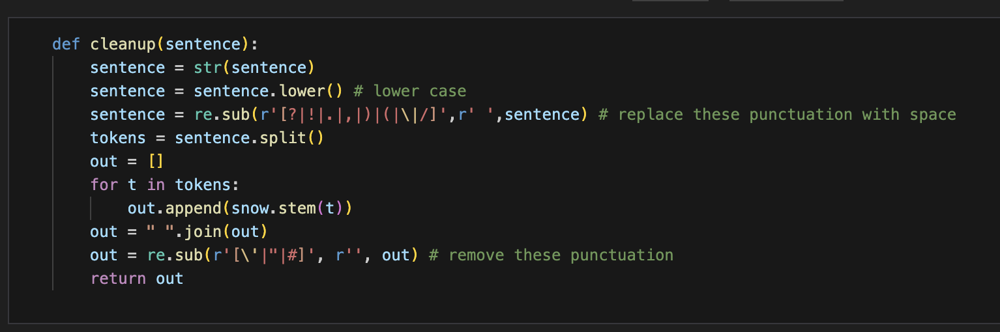 def cleanup(sentence):
    sentence = str(sentence)
    sentence = sentence.lower() # lower case
    sentence = re.sub(r'[?|!|.|,|)|(|\|/]',r' ',sentence) # replace these punctuation with space
    tokens = sentence.split()
    out = []
    for t in tokens:
        out.append(snow.stem(t))
    out = " ".join(out)
    out = re.sub(r'[\'|"|#]', r'', out) # remove these punctuation
    return out